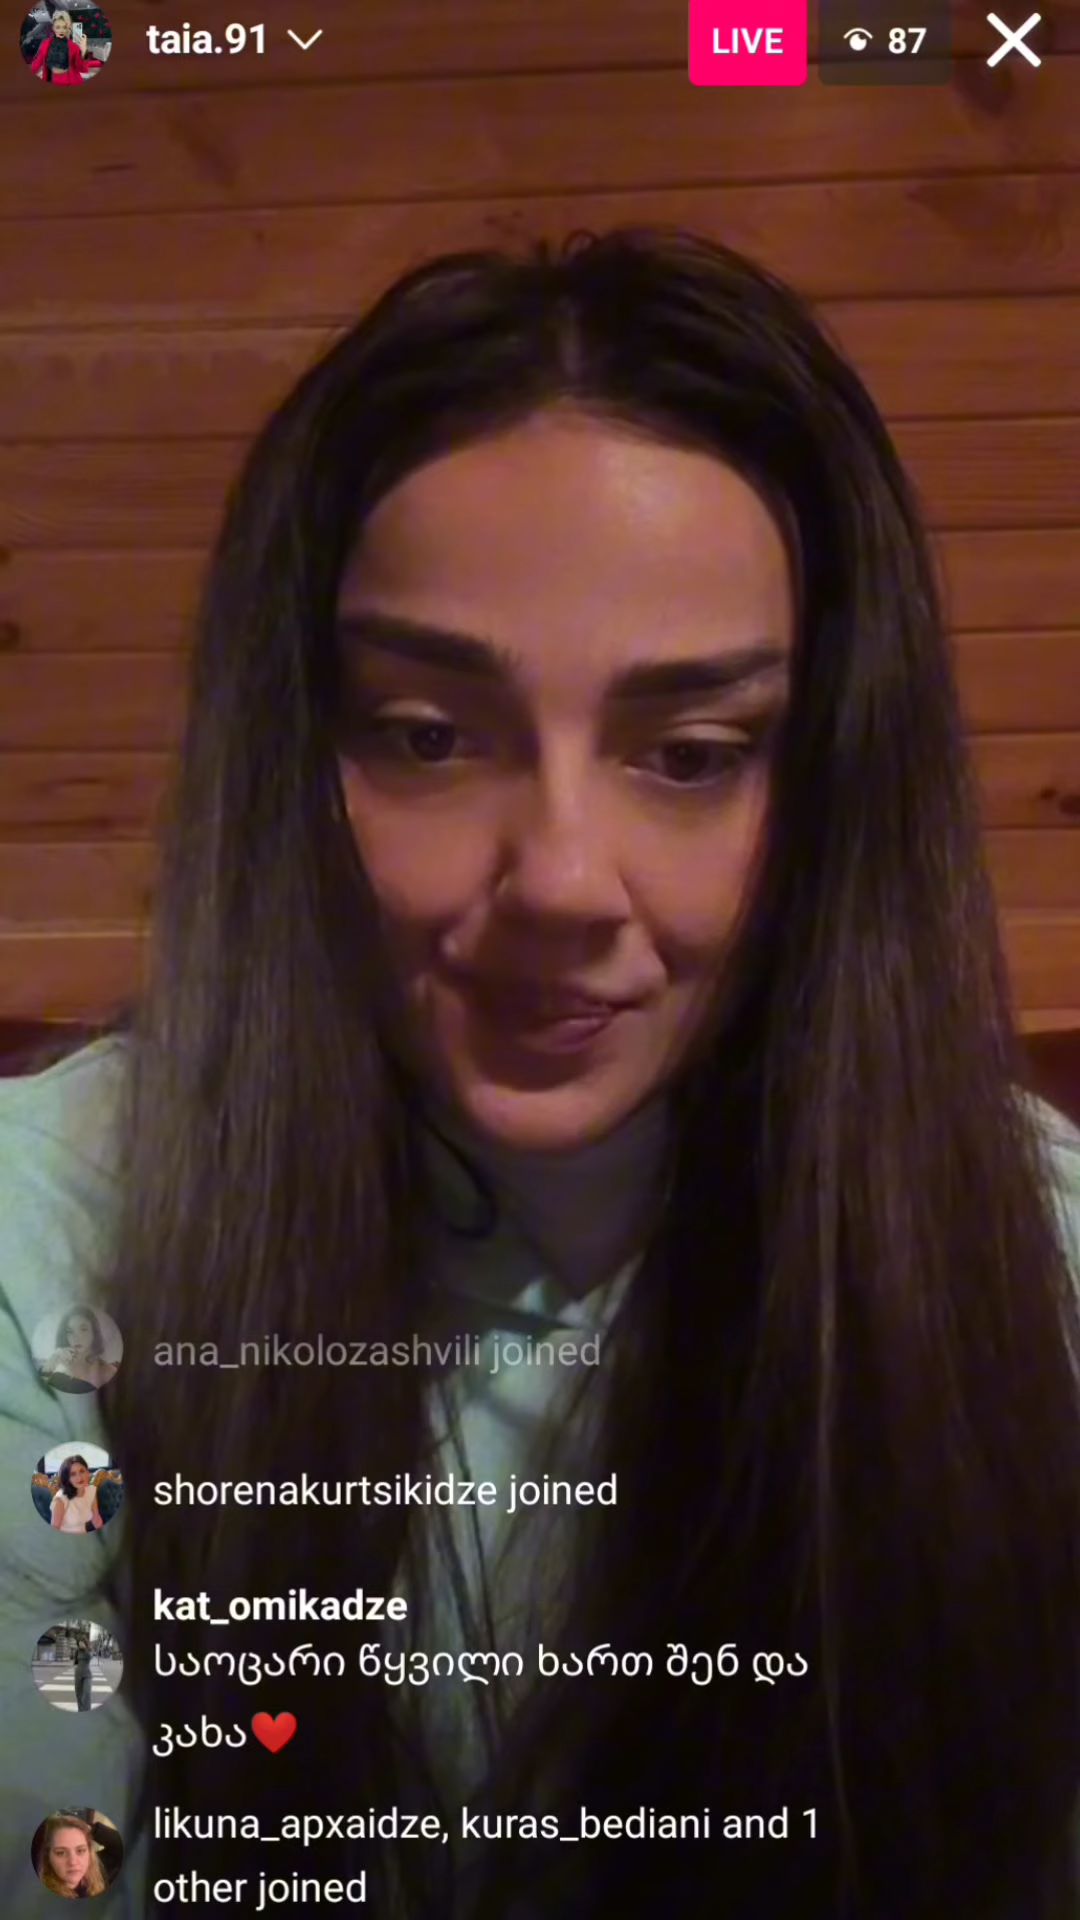 taia.91
LIVE
87
ana_nikolozashvili joined
shorenakurtsikidze joined
kat_omikadze
საოცარი წყვილი ხართ შენ და
კახა❤️
likuna_apxaidze, kuras_bediani and 1
other joined